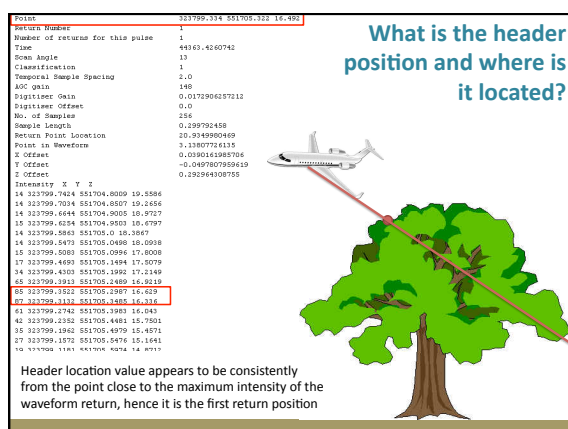 Point 323799.334 551705.322 16.492
Return Number 1
Number of returns for this pulse 1
Time 44363.4260742
Scan Angle 13
Classification 1
Temporal Sample Spacing 2.0
AGC gain 148
Digitiser Gain 0.0172906257212
Digitiser Offset 0.0
No. of Samples 256
Sample Length 0.299792458
Return Point Location 20.9349980469
Point in Waveform 3.13807726135
X Offset 0.0390161985706
Y Offset -0.0497807959619
Z Offset 0.292964308755
Intensity X Y Z
14 323799.7424 551704.8009 19.5586
14 323799.7034 551704.8507 19.2656
14 323799.6644 551704.9005 18.9727
15 323799.6254 551704.9503 18.6797
14 323799.5863 551705.0 18.3867
14 323799.5473 551705.0498 18.0938
15 323799.5083 551705.0996 17.8008
17 323799.4693 551705.1494 17.5079
34 323799.4303 551705.1992 17.2149
65 323799.3913 551705.2489 16.9219
85 323799.3522 551705.2987 16.629
87 323799.3132 551705.3485 16.336
61 323799.2742 551705.3983 16.043
42 323799.2352 551705.4481 15.7501
35 323799.1962 551705.4979 15.4571
27 323799.1572 551705.5476 15.1641
19 323799.1181 551705.5974 14.8712
What is the header
position and where is
it located?
Header location value appears to be consistently
from the point close to the maximum intensity of the
waveform return, hence it is the first return position